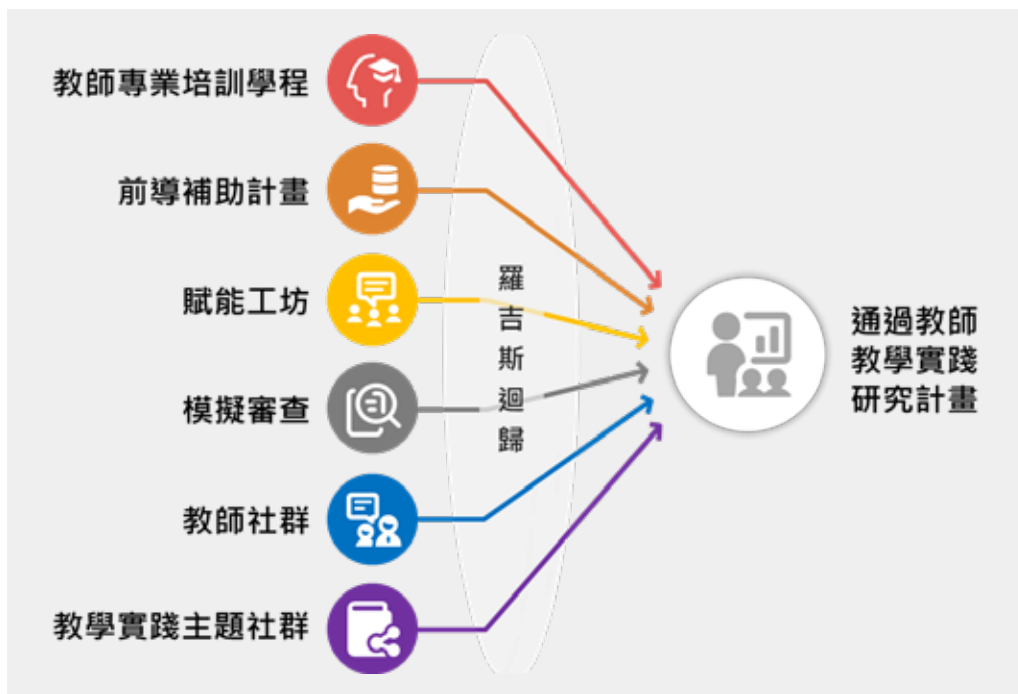 教師專業培訓學程
前導補助計畫
賦能工坊
模擬審查
教師社群
教學實踐主題社群
羅吉斯迴歸
通過教師
教學實踐
研究計畫